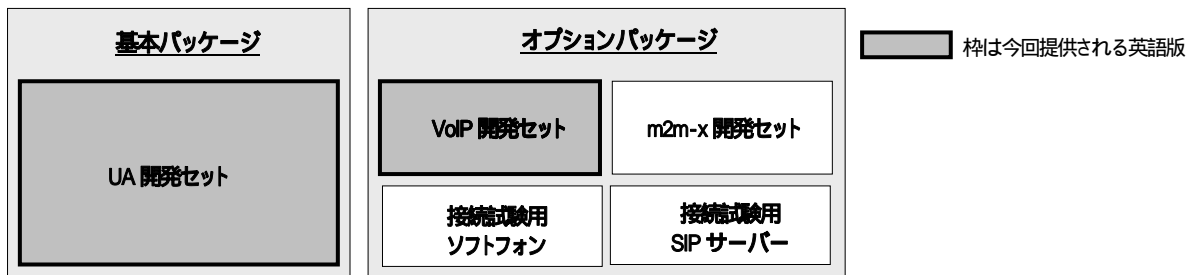 基本パッケージ
UA 開発セット
オプションパッケージ
VoIP 開発セット
m2m-x 開発セット
接続試験用
ソフトフォン
接続試験用
SIP サーバー
枠は今回提供される英語版